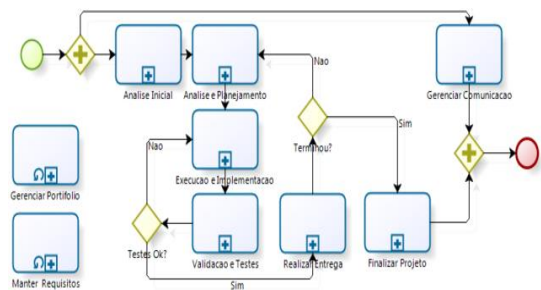 Nao
Analise Inicial
Analise e Planejamento
Gerenciar Comunicacao
Terminou?
Sim
Nao
Execucao e Implementacao
Gerenciar Portifolio
Testes Ok?
Validacao e Testes
Realizar Entrega
Finalizar Projeto
Manter Requisitos
Sim